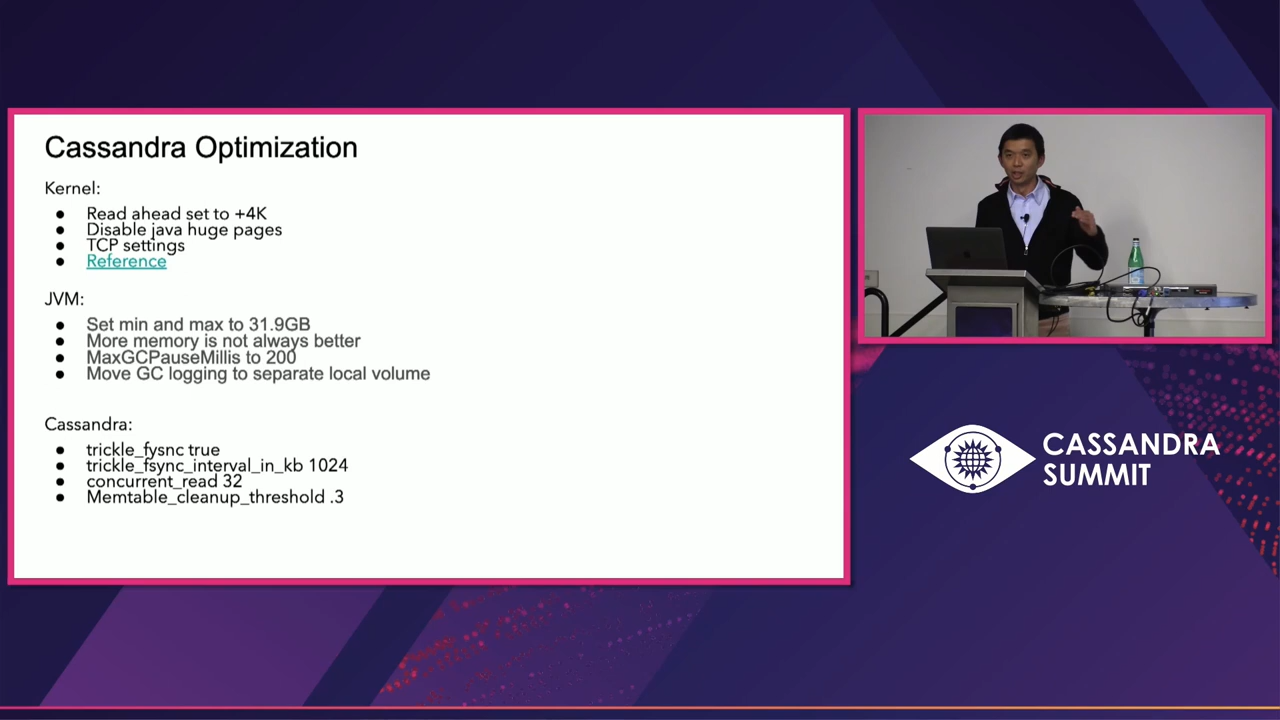 Cassandra Optimization
Kernel:
● Read ahead set to +4K
● Disable java huge pages
● TCP settings
● Reference
JVM:
● Set min and max to 31.9GB
● More memory is not always better
● MaxGCPauseMillis to 200
● Move GC logging to separate local volume
Cassandra:
● trickle_fysnc true
● trickle_fsync_interval_in_kb 1024
● concurrent_read 32
● Memtable_cleanup_threshold .3
CASSANDRA
SUMMIT